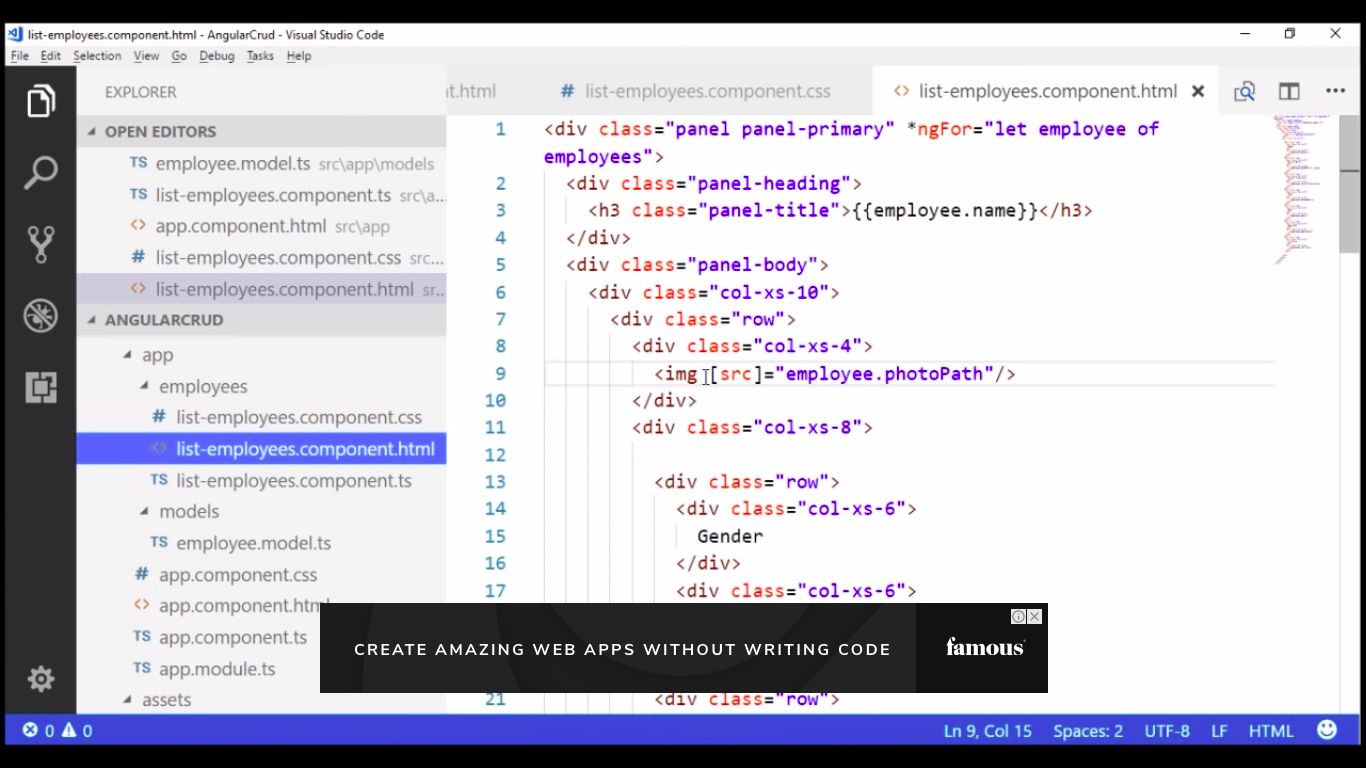 list-employees.component.html - AngularCrud - Visual Studio Code
File Edit Selection View Go Debug Tasks Help
EXPLORER
OPEN EDITORS
TS employee.model.ts src\app\models
TS list-employees.component.ts src\a...
<> app.component.html src\app
# list-employees.component.css src...
<> list-employees.component.html sr...
ANGULARCRUD
app
employees
# list-employees.component.css
<> list-employees.component.html
TS list-employees.component.ts
models
TS employee.model.ts
# app.component.css
<> app.component.htm
TS app.component.ts
TS app.module.ts
assets
t.html # list-employees.component.css <> list-employees.component.html
1 <div class="panel panel-primary" *ngFor="let employee of
employees">
2 <div class="panel-heading">
3 <h3 class="panel-title">{{employee.name}}</h3>
4 </div>
5 <div class="panel-body">
6 <div class="col-xs-10">
7 <div class="row">
8 <div class="col-xs-4">
9 <img [src]="employee.photoPath"/>
10 </div>
11 <div class="col-xs-8">
12
13 <div class="row">
14 <div class="col-xs-6">
15 Gender
16 </div>
17 <div class="col-xs-6">
CREATE AMAZING WEB APPS WITHOUT WRITING CODE
famous
21 <div class="row">
0 0
Ln 9, Col 15 Spaces: 2 UTF-8 LF HTML